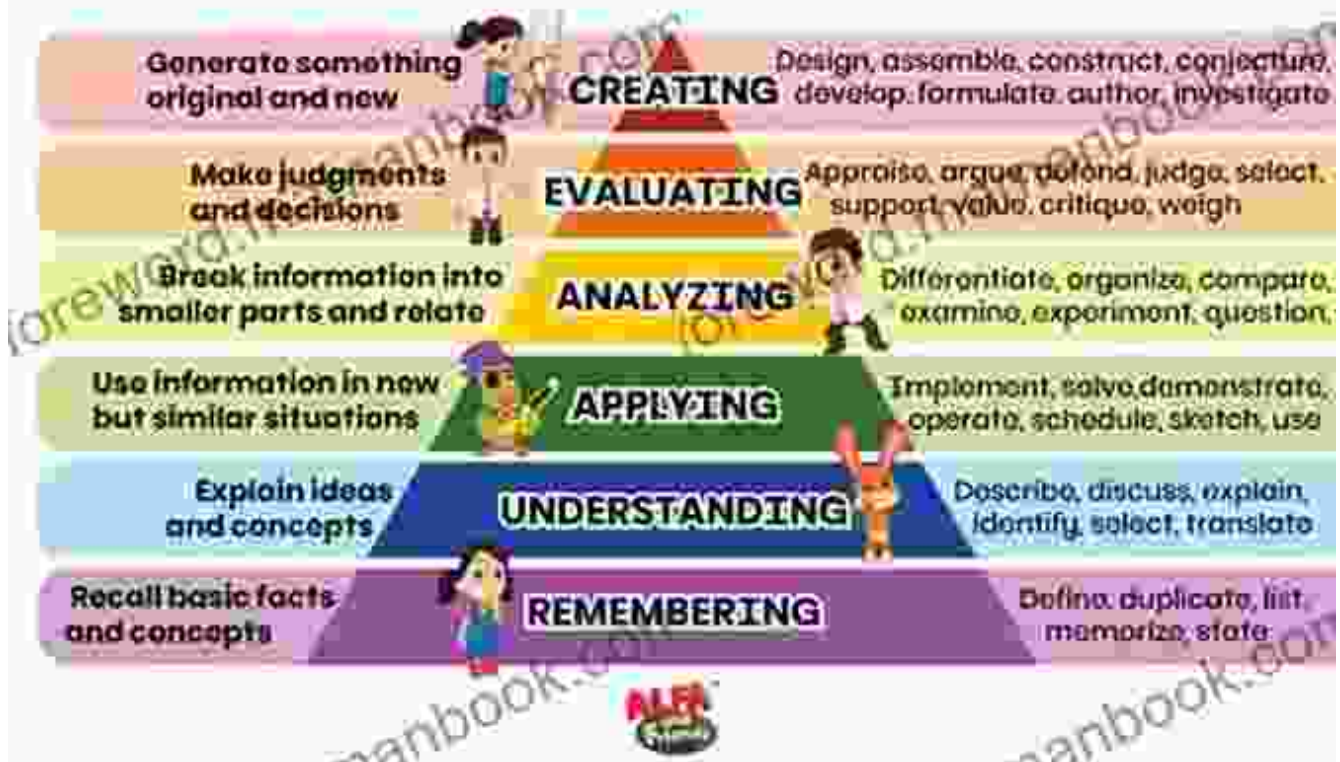 Generate something
original and new
CREATING
Design, assemble, construct, conjecture,
develop, formulate, author, investigate
Make judgments
and decisions
EVALUATING
Appraise, argue, defend, judge, select,
support, value, critique, weigh
Break information into
smaller parts and relate
ANALYZING
Differentiate, organize, compare,
examine, experiment, question,
Use information in new
but similar situations
APPLYING
Implement, solve, demonstrate,
operate, schedule, sketch, use
Explain ideas
and concepts
UNDERSTANDING
Describe, discuss, explain,
identify, select, translate
Recall basic facts
and concepts
REMEMBERING
Define, duplicate, list,
memorize, state
ALFA